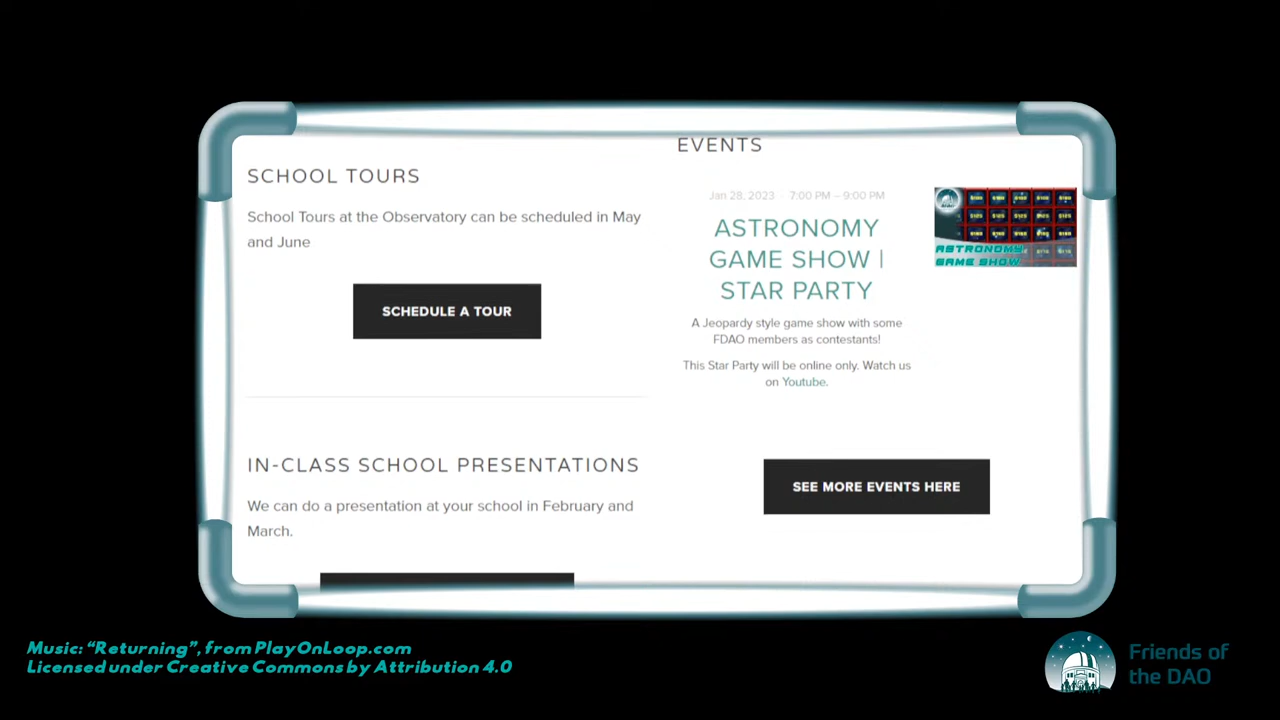 SCHOOL TOURS
School Tours at the Observatory can be scheduled in May
and June
SCHEDULE A TOUR
IN-CLASS SCHOOL PRESENTATIONS
We can do a presentation at your school in February and
March.
EVENTS
Jan 28, 2023 · 7:00 PM – 9:00 PM
ASTRONOMY
GAME SHOW |
STAR PARTY
A Jeopardy style game show with some
FDAO members as contestants!
This Star Party will be online only. Watch us
on Youtube.
ASTRONOMY
GAME SHOW
SEE MORE EVENTS HERE
Music: “Returning”, from PlayOnLoop.com
Licensed under Creative Commons by Attribution 4.0
Friends of
the DAO